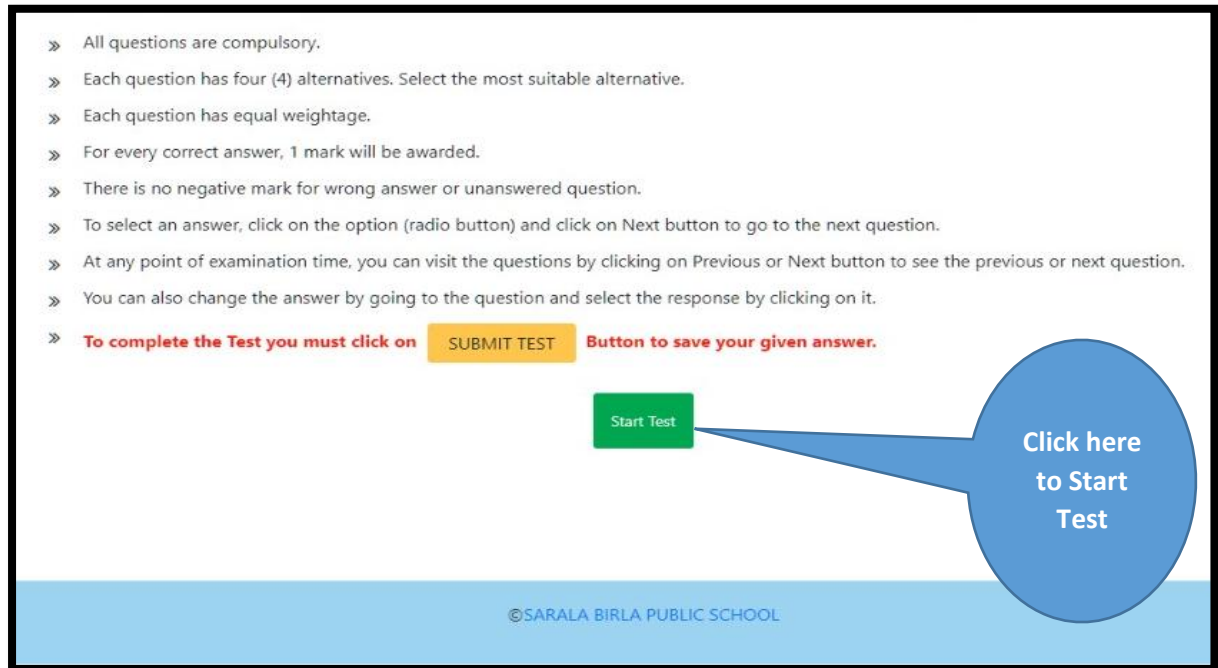 » All questions are compulsory.
» Each question has four (4) alternatives. Select the most suitable alternative.
» Each question has equal weightage.
» For every correct answer, 1 mark will be awarded.
» There is no negative mark for wrong answer or unanswered question.
» To select an answer, click on the option (radio button) and click on Next button to go to the next question.
» At any point of examination time, you can visit the questions by clicking on Previous or Next button to see the previous or next question.
» You can also change the answer by going to the question and select the response by clicking on it.
» To complete the Test you must click on SUBMIT TEST Button to save your given answer.
Start Test
Click here
to Start
Test
©SARALA BIRLA PUBLIC SCHOOL